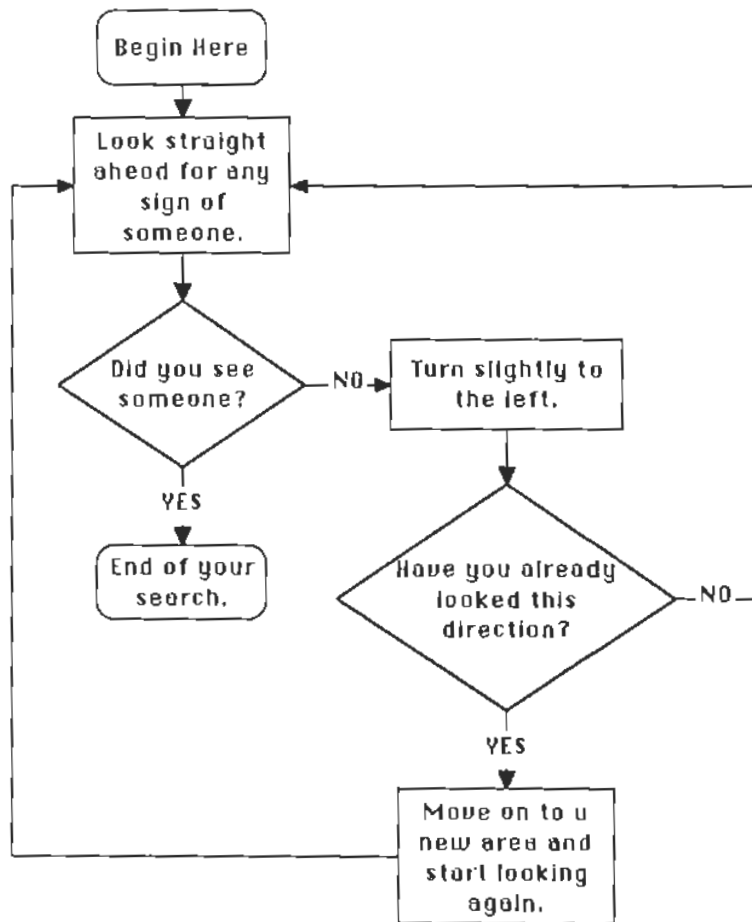 Begin Here
Look straight
ahead for any
sign of
someone.
Did you see
someone?
NO
Turn slightly to
the left.
YES
End of your
search.
Have you already
looked this
direction?
NO
YES
Move on to a
new area and
start looking
again.